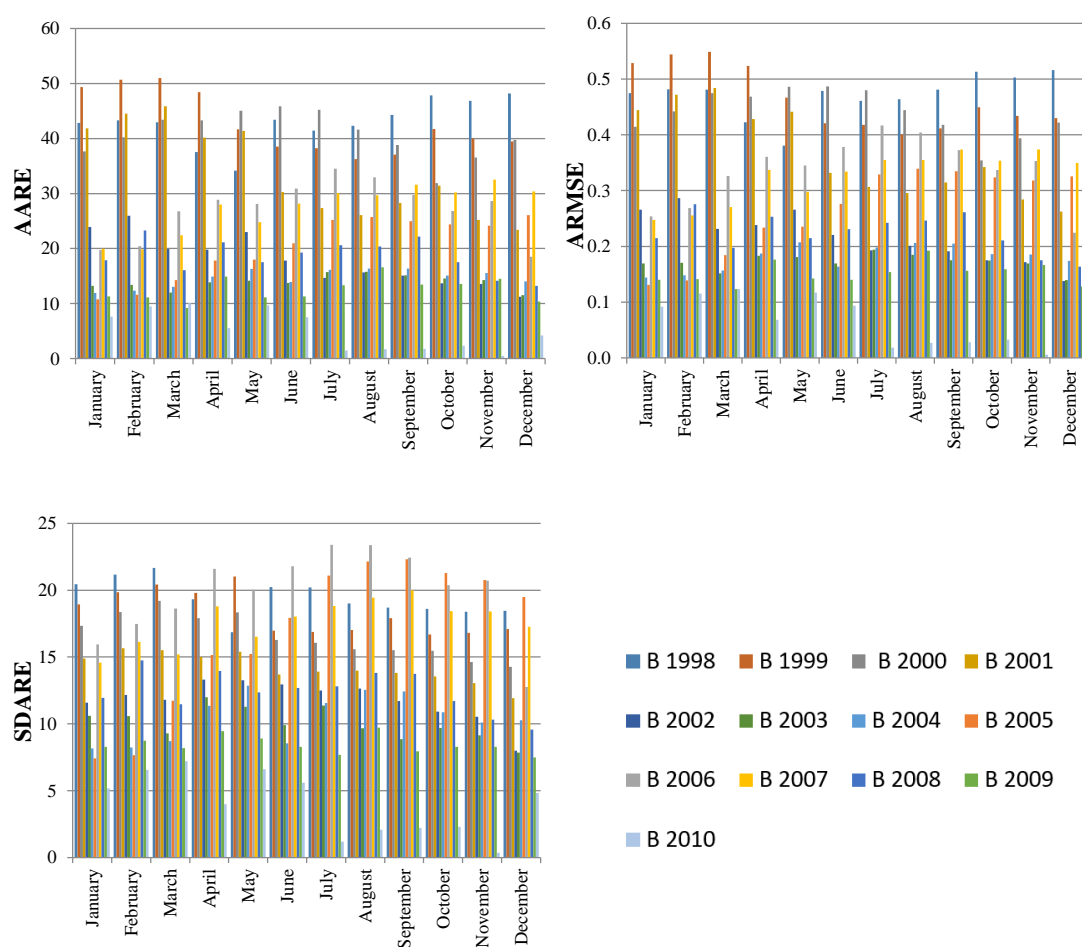 60
50
40
30
20
10
0
AARE
January
February
March
April
May
June
July
August
September
October
November
December
0.6
0.5
0.4
0.3
0.2
0.1
0.0
ARMSE
January
February
March
April
May
June
July
August
September
October
November
December
25
20
15
10
5
0
SDARE
January
February
March
April
May
June
July
August
September
October
November
December
B 1998 B 1999 B 2000 B 2001
B 2002 B 2003 B 2004 B 2005
B 2006 B 2007 B 2008 B 2009
B 2010